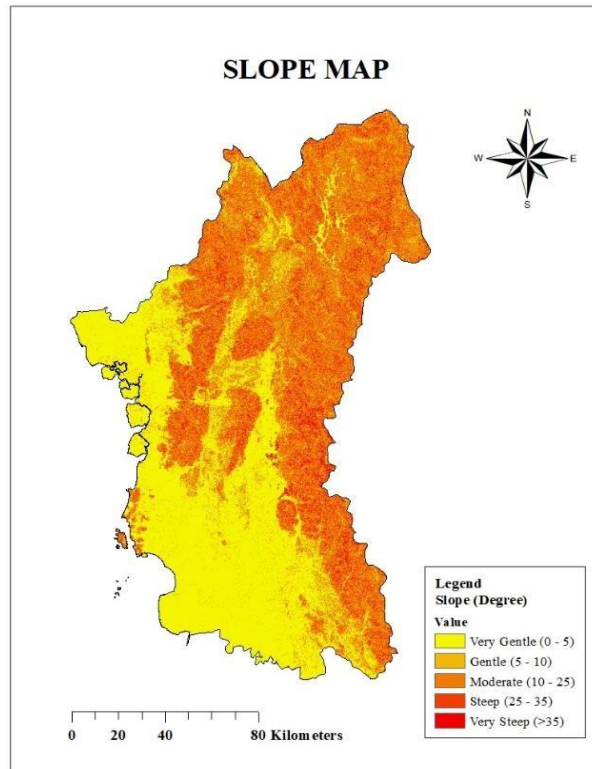 SLOPE MAP
N
W E
S
Legend
Slope (Degree)
Value
Very Gentle (0 - 5)
Gentle (5 - 10)
Moderate (10 - 25)
Steep (25 - 35)
Very Steep (>35)
0 20 40 80 Kilometers